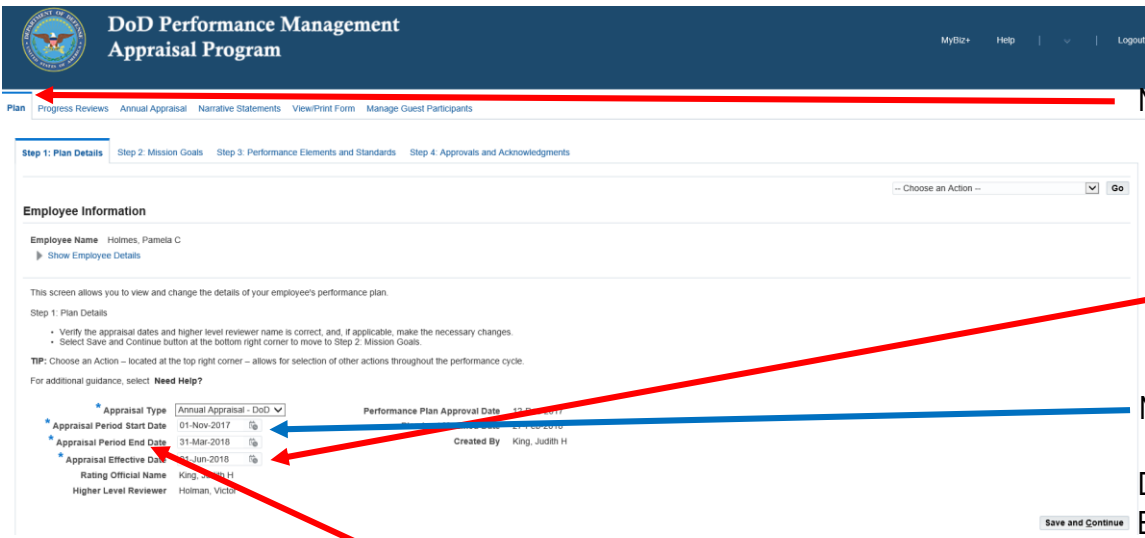 DoD Performance Management
Appraisal Program
MyBiz+ Help | | Logout
Plan Progress Reviews Annual Appraisal Narrative Statements View/Print Form Manage Guest Participants
Step 1: Plan Details Step 2: Mission Goals Step 3: Performance Elements and Standards Step 4: Approvals and Acknowledgments
-- Choose an Action -- Go
Employee Information
Employee Name Holmes, Pamela C
Show Employee Details
This screen allows you to view and change the details of your employee's performance plan.
Step 1: Plan Details
• Verify the appraisal dates and higher level reviewer name is correct, and, if applicable, make the necessary changes.
• Select Save and Continue button at the bottom right corner to move to Step 2: Mission Goals.
TIP: Choose an Action – located at the top right corner – allows for selection of other actions throughout the performance cycle.
For additional guidance, select Need Help?
* Appraisal Type Annual Appraisal - DoD Performance Plan Approval Date
* Appraisal Period Start Date 01-Nov-2017
* Appraisal Period End Date 31-Mar-2018 Created By King, Judith H
* Appraisal Effective Date 01-Jun-2018
Rating Official Name King, Judith H
Higher Level Reviewer Holman, Victor
Save and Continue